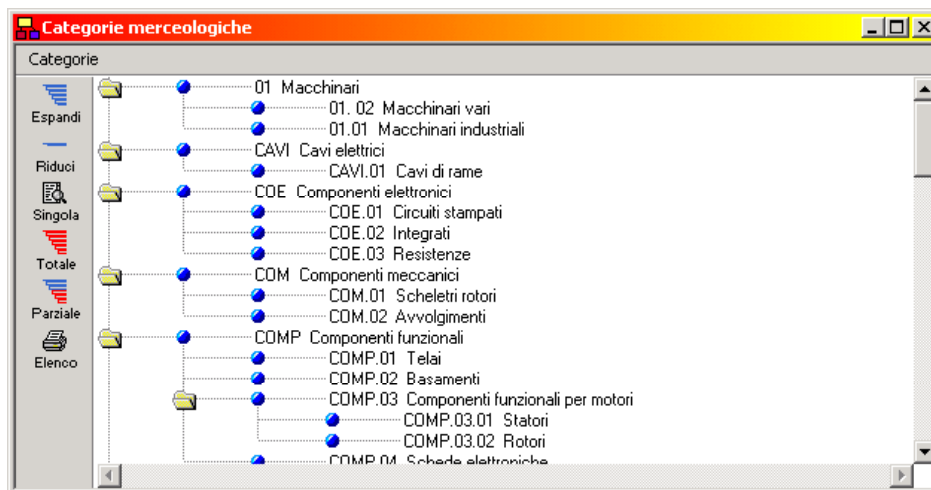 Categorie merceologiche
Categorie
Espandi
Riduci
Singola
Totale
Parziale
Elenco
01 Macchinari
01. 02 Macchinari vari
01.01 Macchinari industriali
CAVI Cavi elettrici
CAVI.01 Cavi di rame
COE Componenti elettronici
COE.01 Circuiti stampati
COE.02 Integrati
COE.03 Resistenze
COM Componenti meccanici
COM.01 Scheletri rotori
COM.02 Avvolgimenti
COMP Componenti funzionali
COMP.01 Telai
COMP.02 Basamenti
COMP.03 Componenti funzionali per motori
COMP.03.01 Statori
COMP.03.02 Rotori
COMP.04 Schede elettroniche